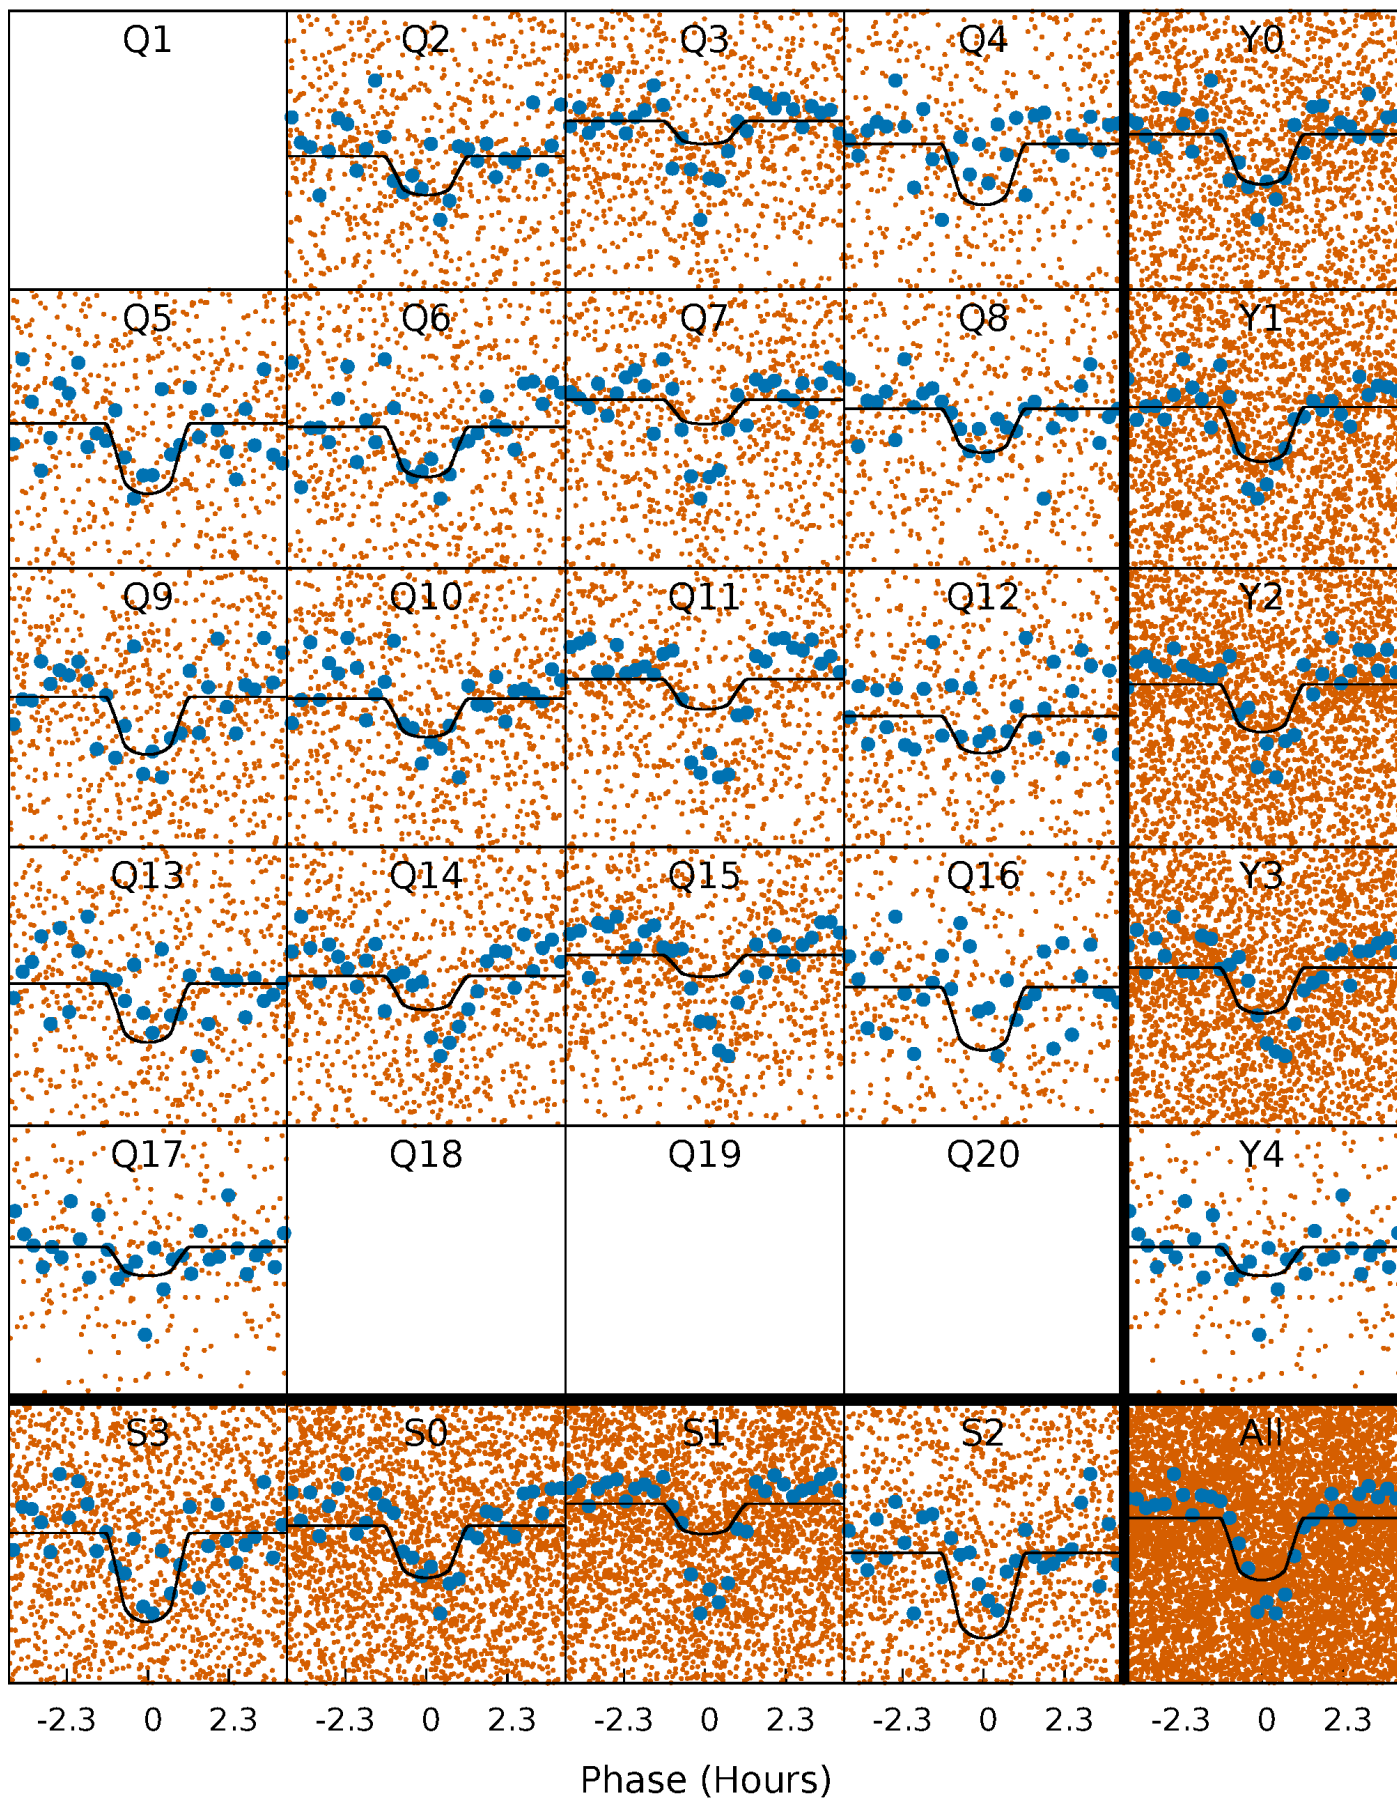 Q1 Q2 Q3 Q4 Y0
Q5 Q6 Q7 Q8 Y1
Q9 Q10 Q11 Q12 Y2
Q13 Q14 Q15 Q16 Y3
Q17 Q18 Q19 Q20 Y4
S3 S0 S1 S2 All
-2.3 0 2.3 -2.3 0 2.3 -2.3 0 2.3 -2.3 0 2.3 -2.3 0 2.3
Phase (Hours)